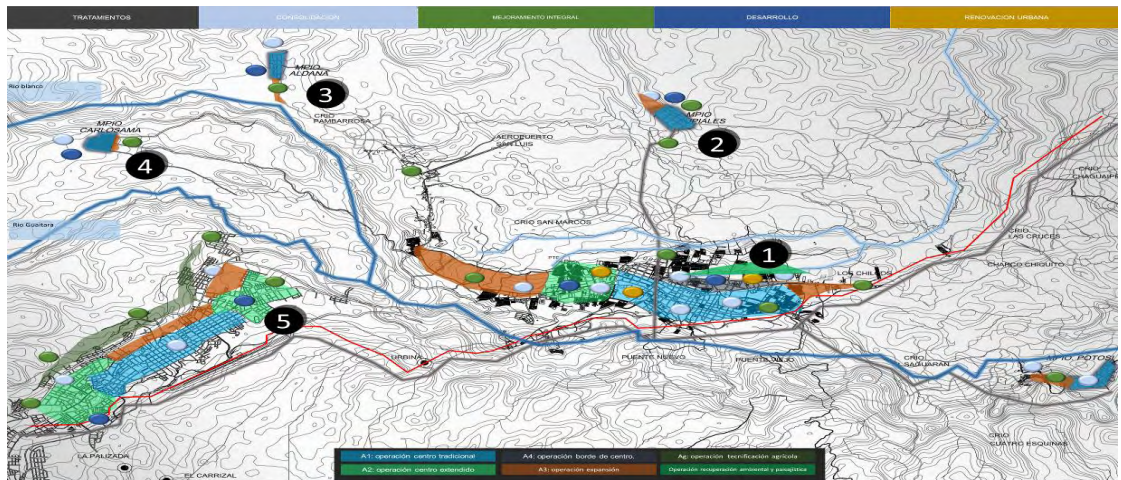 TRATAMIENTOS
CONSOLIDACION
MEJORAMIENTO INTEGRAL
DESARROLLO
RENOVACION URBANA
MPIO
ALDANA
3
Rio blanco
CRIO
PAMBARROSA
MPIO
CARLOSAMA
4
MPIO
IPIALES
2
AEROPUERTO
SAN LUIS
CRIO
CHAGUAIPE
Rio Guaitara
CRIO SAN MARCOS
CRIO
LAS CRUCES
1
PTE
LOS CHILCOS
CHARCO CHIQUITO
5
URBINA
PUENTE NUEVO
PUENTE VIEJO
CRIO
SAGUARAN
MPIO. POTOSI
CRIO
CUATRO ESQUINAS
LA PALIZADA
EL CARRIZAL
A1: operación centro tradicional
A4: operación borde de centro.
Ag: operación tecnificación agrícola
A2: operación centro extendido
A3: operación expansión
Operación recuperación ambiental y paisajística